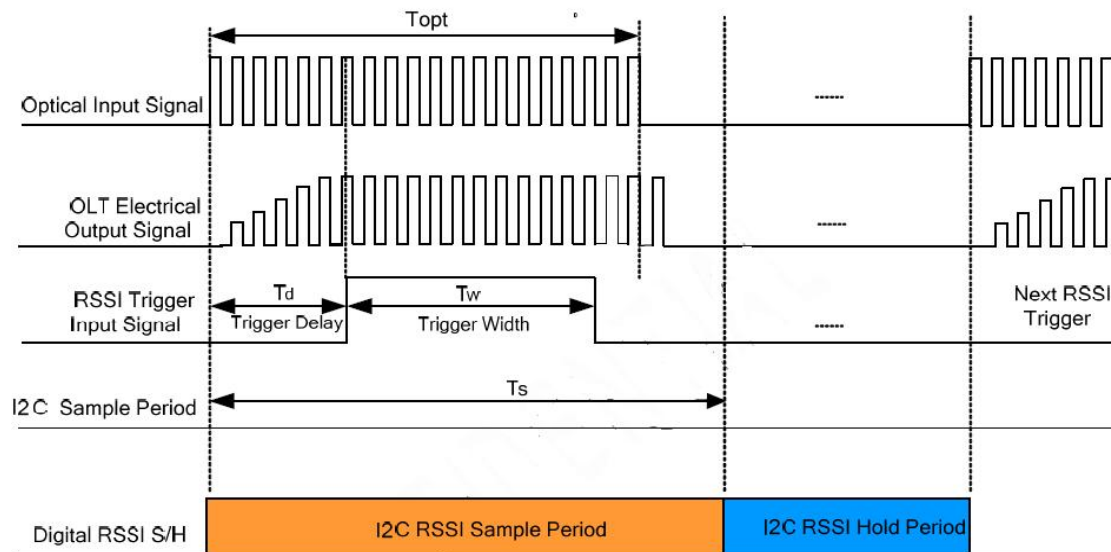 Topt
Optical Input Signal
......
OLT Electrical
Output Signal
......
RSSI Trigger
Input Signal
Td
Trigger Delay
Tw
Trigger Width
......
Next RSSI
Trigger
Ts
I2C Sample Period
Digital RSSI S/H
I2C RSSI Sample Period
I2C RSSI Hold Period